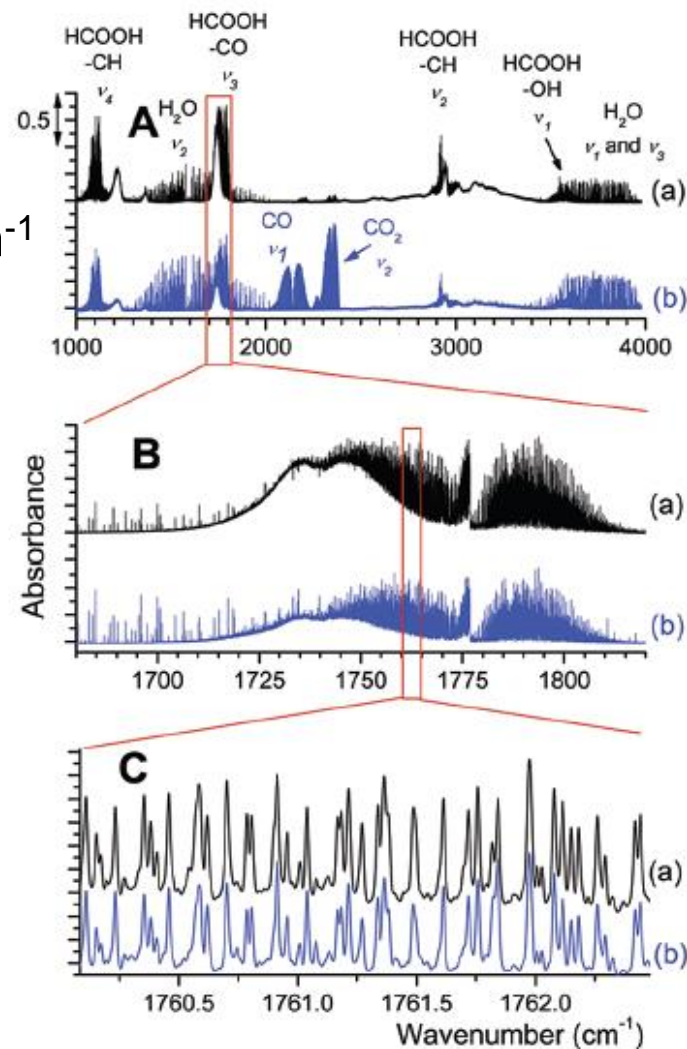 HCOOH
-CH
ν4
HCOOH
-CO
ν3
HCOOH
-CH
ν2
HCOOH
-OH
ν1
H2O
ν1 and ν3
0.5
A
H2O
ν2
(a)
n-1
CO
ν1
CO2
ν2
(b)
1000
2000
3000
4000
B
(a)
(b)
Absorbance
1700
1725
1750
1775
1800
C
(a)
(b)
1760.5
1761.0
1761.5
1762.0
Wavenumber (cm-1)